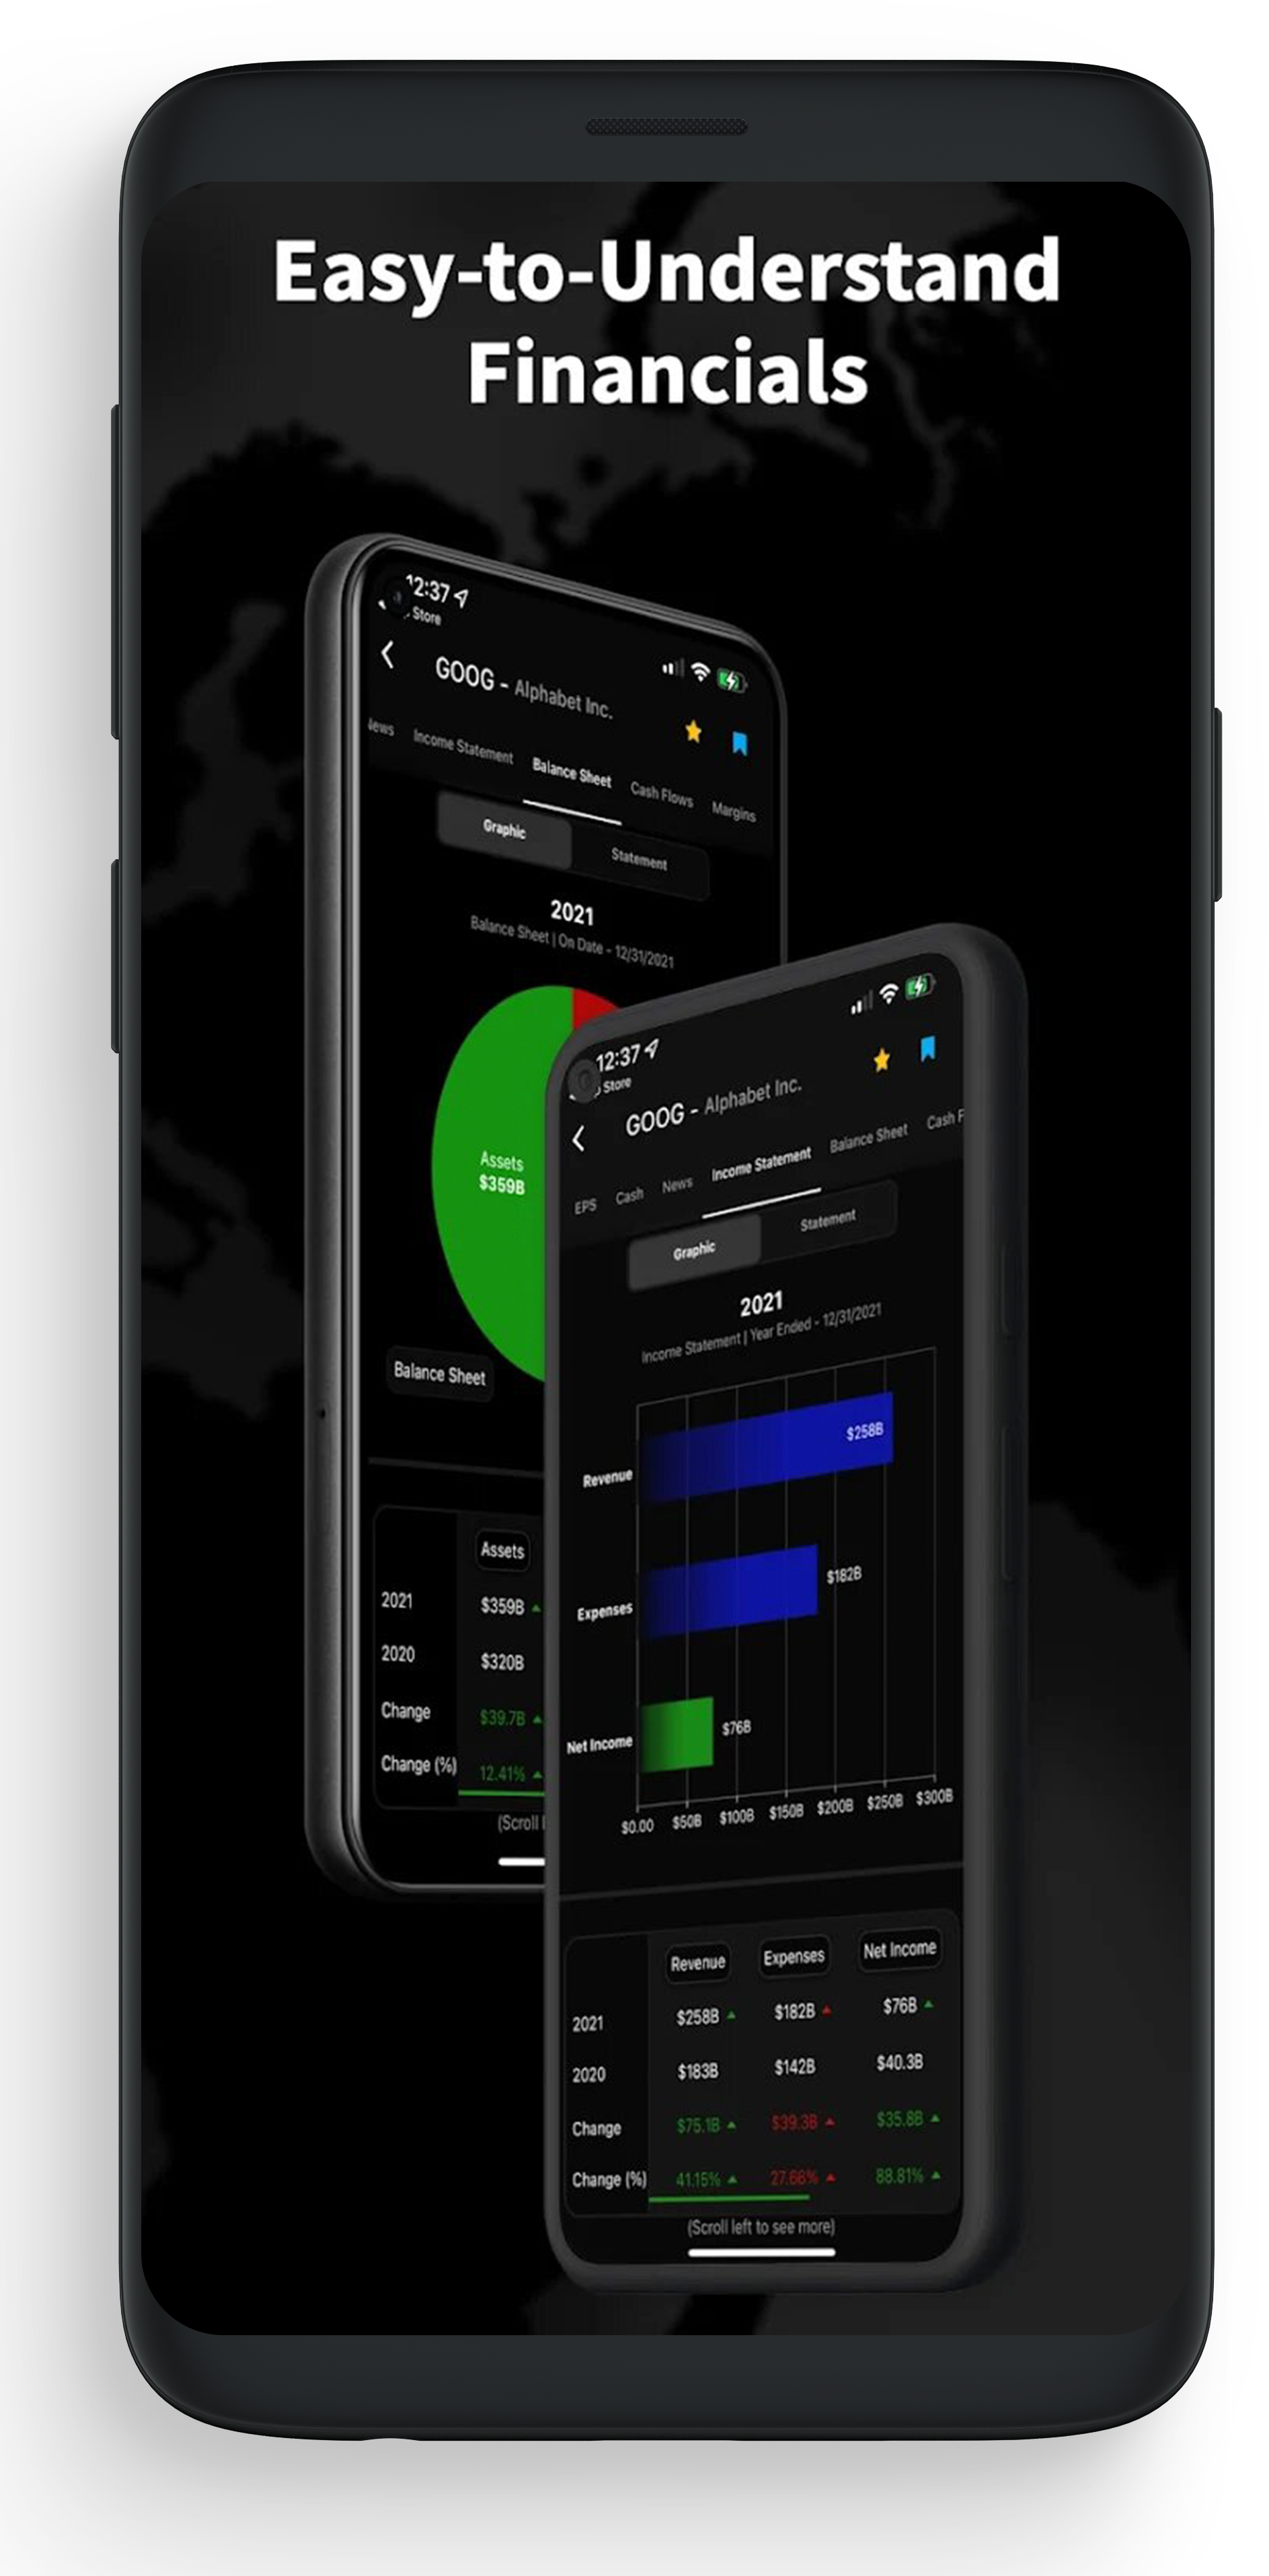 Easy-to-Understand
Financials
12:37
Store
GOOG - Alphabet Inc.
Income Statement Balance Sheet Cash Flows Margins
Graphic Statement
2021
Balance Sheet | On Date - 12/31/2021
Assets
$359B
Balance Sheet
Assets
2021 $359B
2020 $320B
Change $39.7B
Change (%) 12.41%
(Scroll
12:37
Store
GOOG - Alphabet Inc.
EPS Cash News Income Statement Balance Sheet Cash F
Graphic Statement
2021
Income Statement | Year Ended - 12/31/2021
Revenue $258B
Expenses $182B
Net Income $76B
$0.00 $50B $100B $150B $200B $250B $300B
Revenue Expenses Net Income
2021 $258B $182B $76B
2020 $183B $142B $40.3B
Change $75.1B $39.3B $35.8B
Change (%) 41.15% 27.66% 88.81%
(Scroll left to see more)